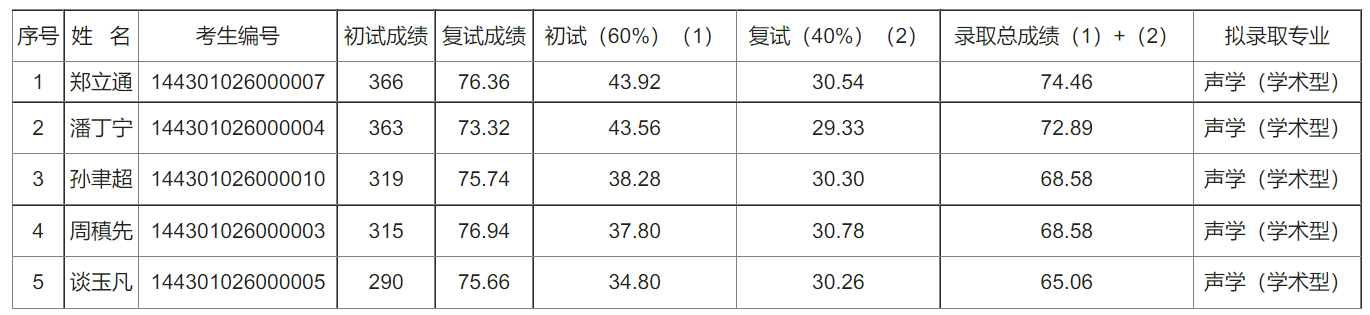 序号 姓 名 考生编号 初试成绩 复试成绩 初试（60%）（1） 复试（40%）（2） 录取总成绩（1）+（2） 拟录取专业
1 郑立通 144301026000007 366 76.36 43.92 30.54 74.46 声学（学术型）
2 潘丁宁 144301026000004 363 73.32 43.56 29.33 72.89 声学（学术型）
3 孙聿超 144301026000010 319 75.74 38.28 30.30 68.58 声学（学术型）
4 周稹先 144301026000003 315 76.94 37.80 30.78 68.58 声学（学术型）
5 谈玉凡 144301026000005 290 75.66 34.80 30.26 65.06 声学（学术型）